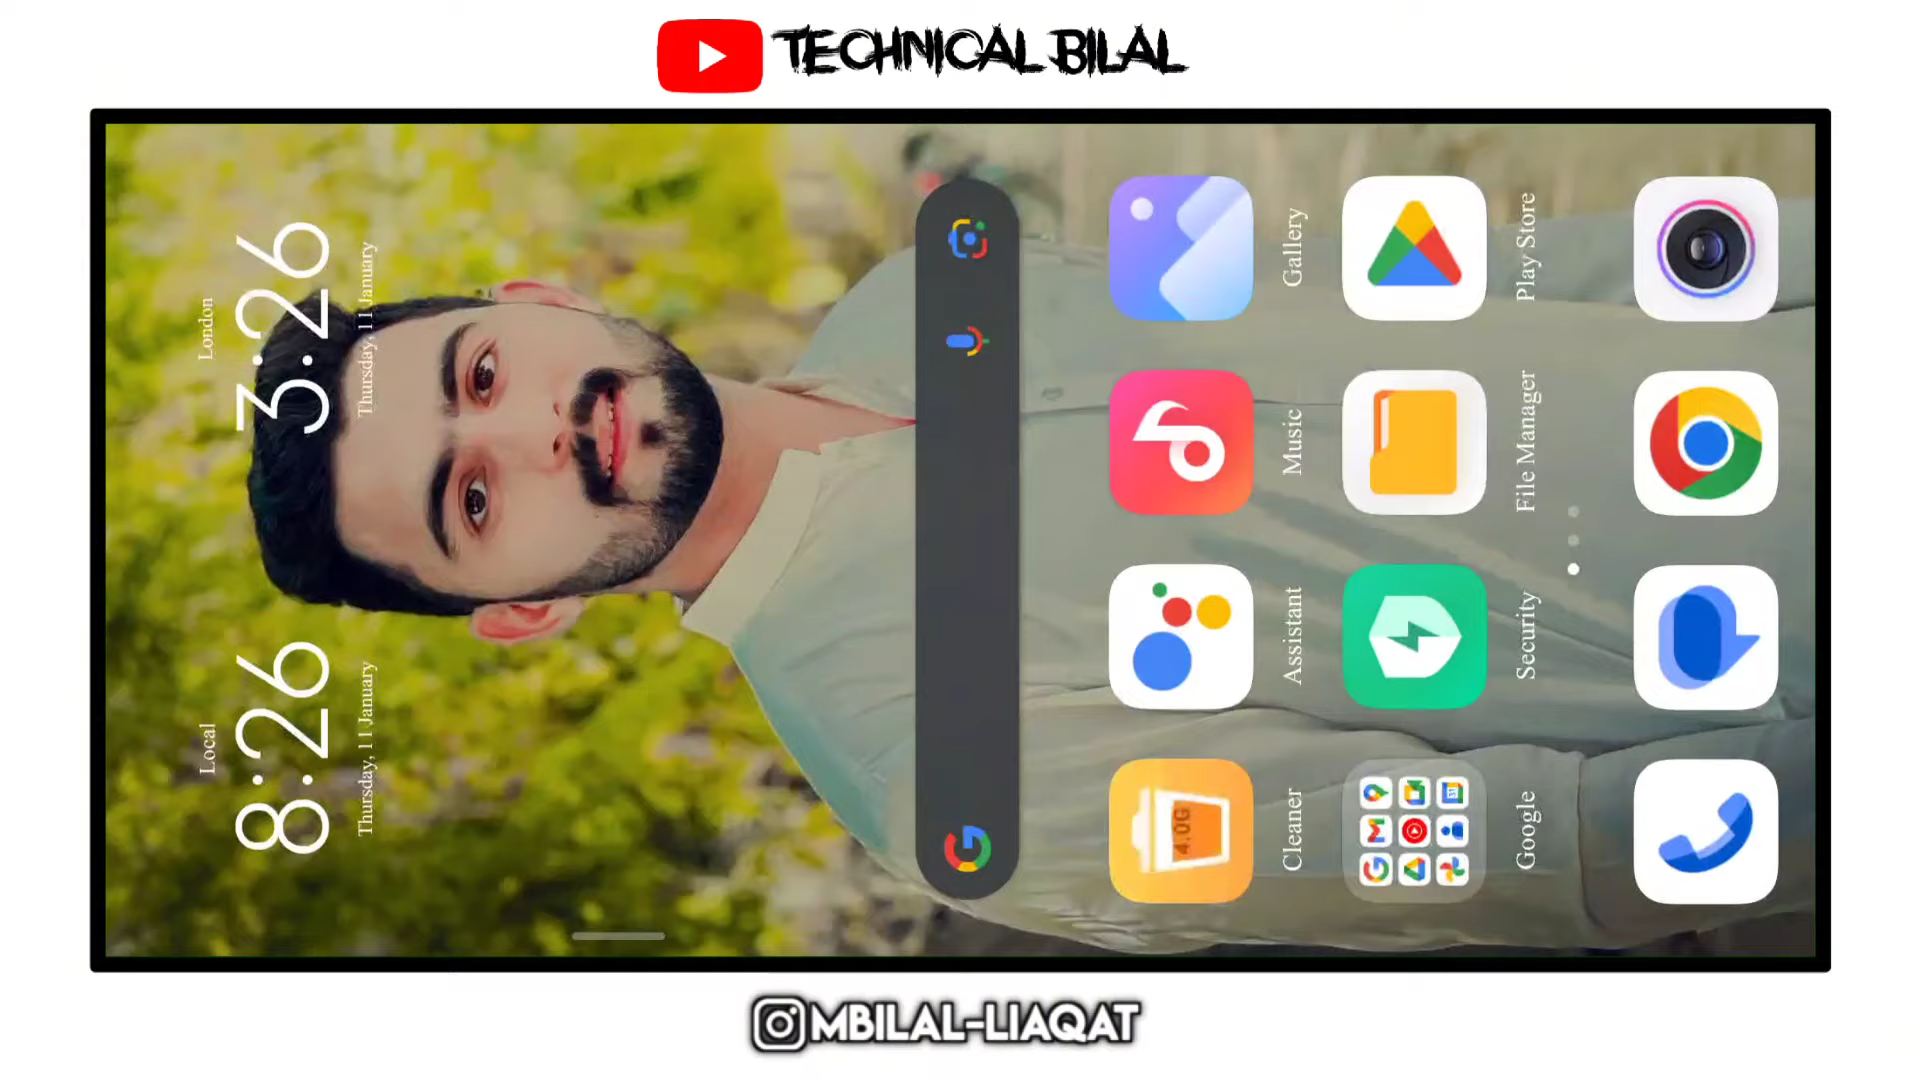 TECHNICAL BILAL
Local
8:26
Thursday, 11 January
London
3:26
Thursday, 11 January
Cleaner
Assistant
Music
Gallery
4.0G
Google
Security
File Manager
Play Store
MBILAL-LIAQAT